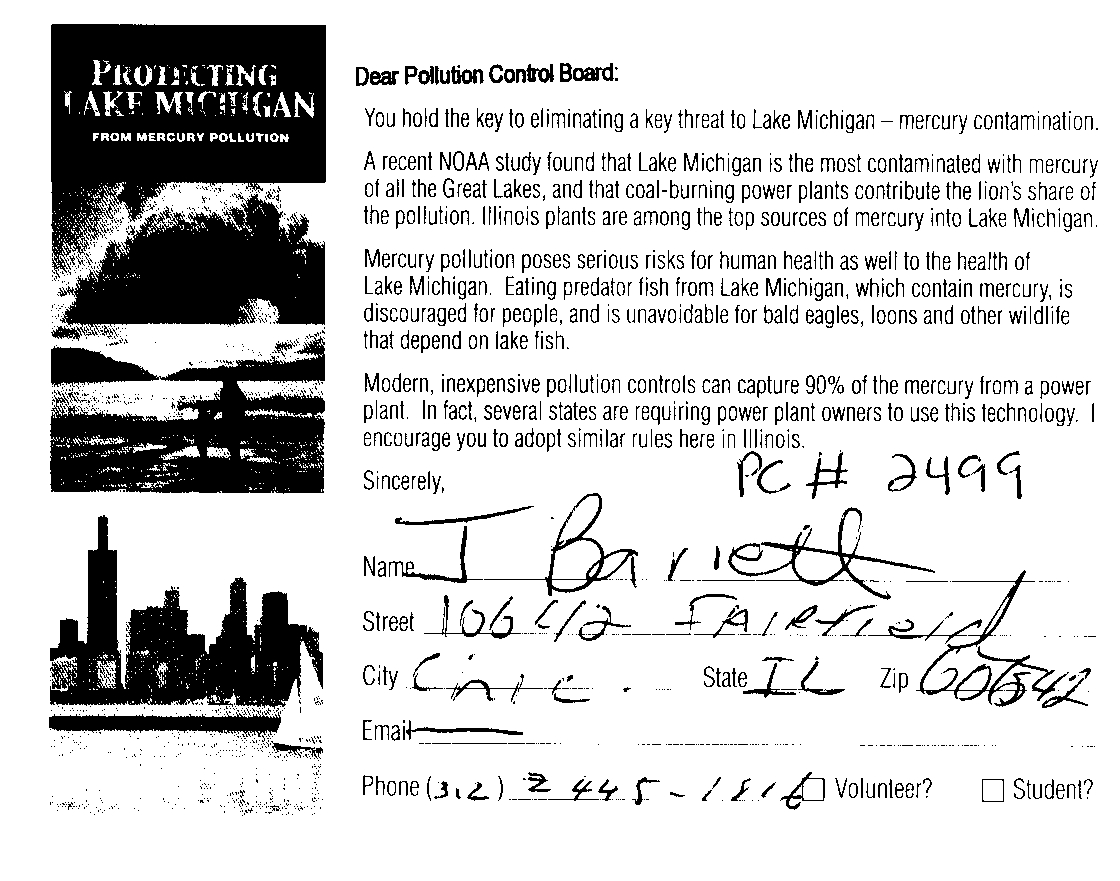 PROTECTING
LAKE MICHIGAN
FROM MERCURY POLLUTION
Dear Pollution Control Board:
You hold the key to eliminating a key threat to Lake Michigan – mercury contamination.
A recent NOAA study found that Lake Michigan is the most contaminated with mercury
of all the Great Lakes, and that coal-burning power plants contribute the lion's share of
the pollution. Illinois plants are among the top sources of mercury into Lake Michigan.
Mercury pollution poses serious risks for human health as well to the health of
Lake Michigan. Eating predator fish from Lake Michigan, which contain mercury, is
discouraged for people, and is unavoidable for bald eagles, loons and other wildlife
that depend on lake fish.
Modern, inexpensive pollution controls can capture 90% of the mercury from a power
plant. In fact, several states are requiring power plant owners to use this technology. I
encourage you to adopt similar rules here in Illinois.
Sincerely,
PC # 2499
Name J
Street FAIRfield
City
State IL Zip
Email
Phone (312) 445-1816 Volunteer? Student?